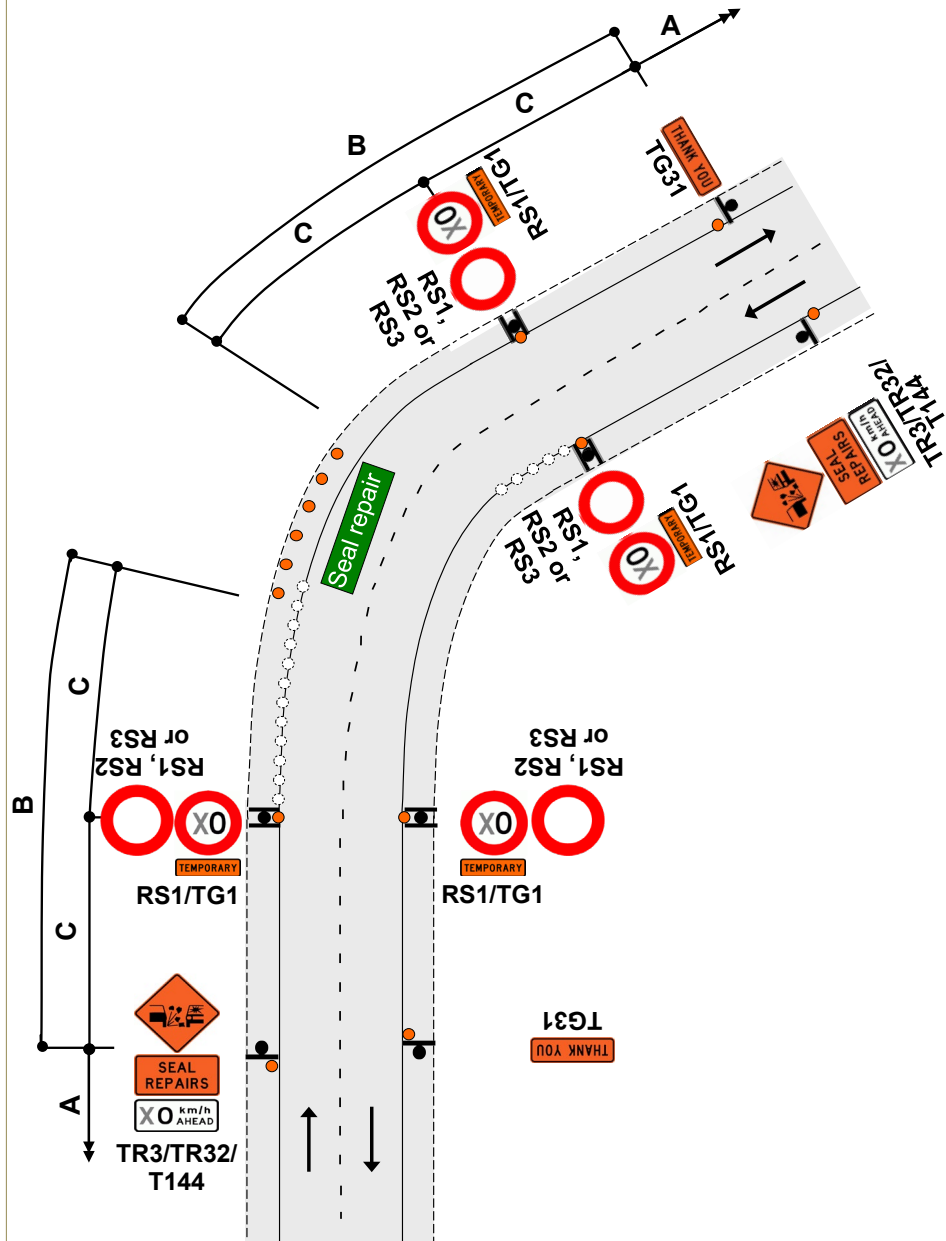 A
C
B
C
THANK YOU
TG31
X0
TEMPORARY
RS1/TG1
RS1,
RS2 or
RS3
TR3/TR32/
T144
X0 km/h
AHEAD
SEAL
REPAIRS
Seal repair
RS1,
RS2 or
RS3
X0
TEMPORARY
RS1/TG1
C
B
C
A
RS1, RS2
or RS3
X0
TEMPORARY
RS1/TG1
RS1, RS2
or RS3
X0
TEMPORARY
RS1/TG1
SEAL
REPAIRS
X0 km/h
AHEAD
TR3/TR32/
T144
TG31
THANK YOU